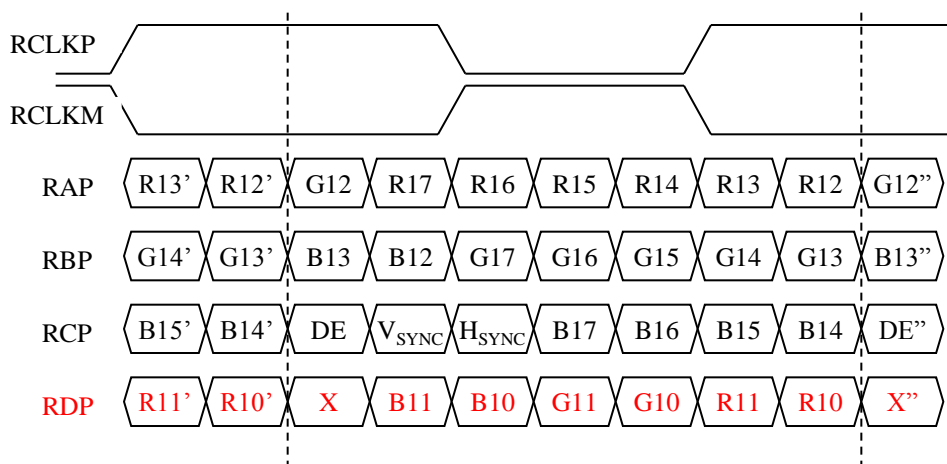 RCLKP
RCLKM
RAP R13’ R12’ G12 R17 R16 R15 R14 R13 R12 G12”
RBP G14’ G13’ B13 B12 G17 G16 G15 G14 G13 B13”
RCP B15’ B14’ DE VSYNC HSYNC B17 B16 B15 B14 DE”
RDP R11’ R10’ X B11 B10 G11 G10 R11 R10 X”